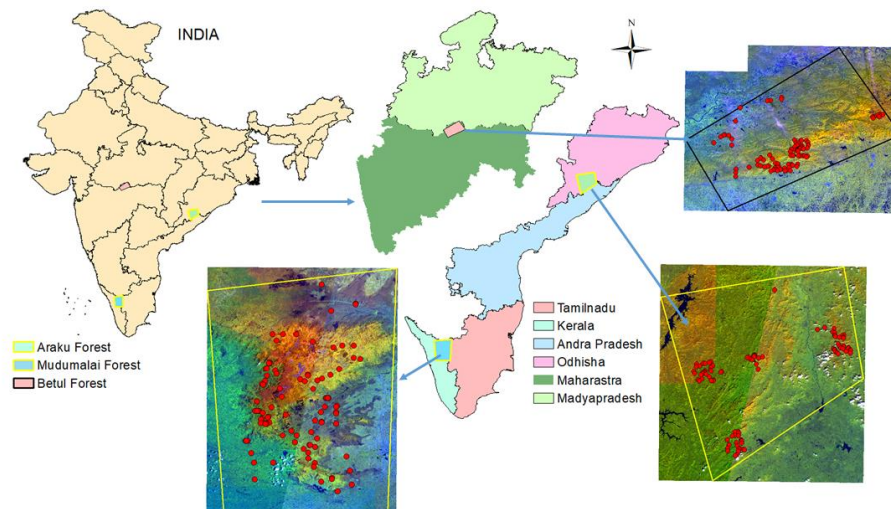 INDIA
N
Araku Forest
Mudumalai Forest
Betul Forest
Tamilnadu
Kerala
Andra Pradesh
Odhisha
Maharastra
Madyapradesh